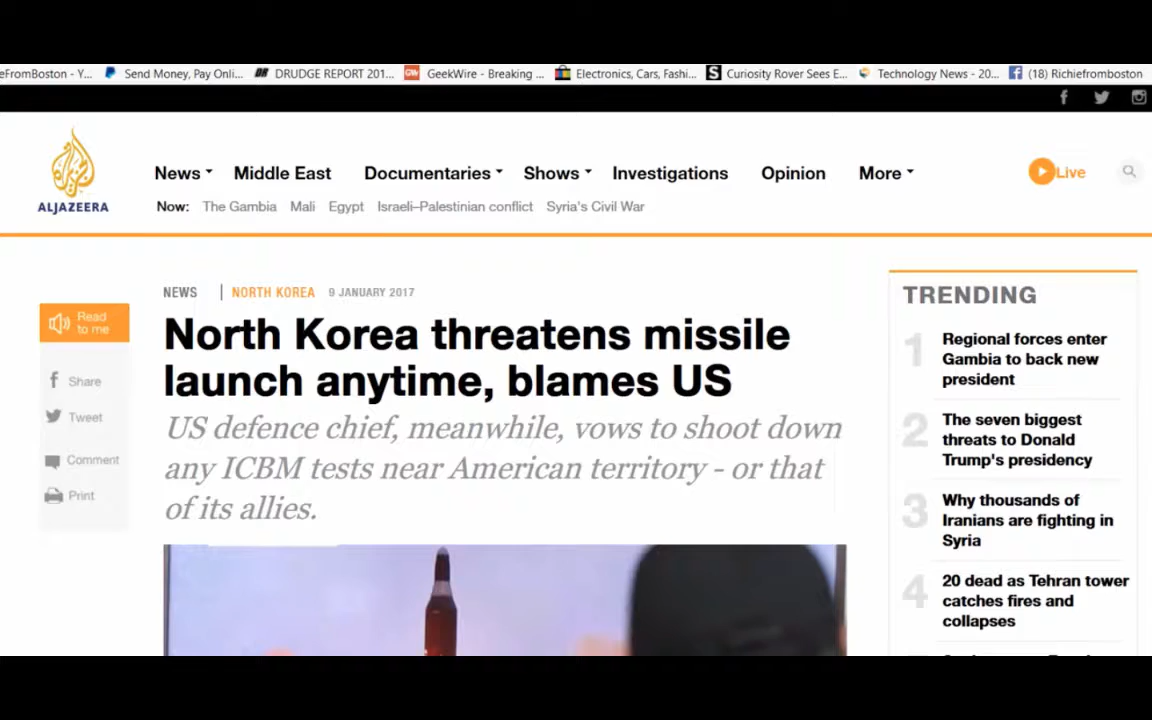 eFromBoston - Y...
Send Money, Pay Onli...
DRUDGE REPORT 201...
GeekWire - Breaking ...
Electronics, Cars, Fashi...
Curiosity Rover Sees E...
Technology News - 20...
(18) Richiefromboston
ALJAZEERA
News
Middle East
Documentaries
Shows
Investigations
Opinion
More
Live
Now:
The Gambia
Mali
Egypt
Israeli–Palestinian conflict
Syria's Civil War
NEWS | NORTH KOREA 9 JANUARY 2017
North Korea threatens missile
launch anytime, blames US
US defence chief, meanwhile, vows to shoot down
any ICBM tests near American territory - or that
of its allies.
Read
to me
Share
Tweet
Comment
Print
TRENDING
1 Regional forces enter
Gambia to back new
president
2 The seven biggest
threats to Donald
Trump's presidency
3 Why thousands of
Iranians are fighting in
Syria
4 20 dead as Tehran tower
catches fires and
collapses